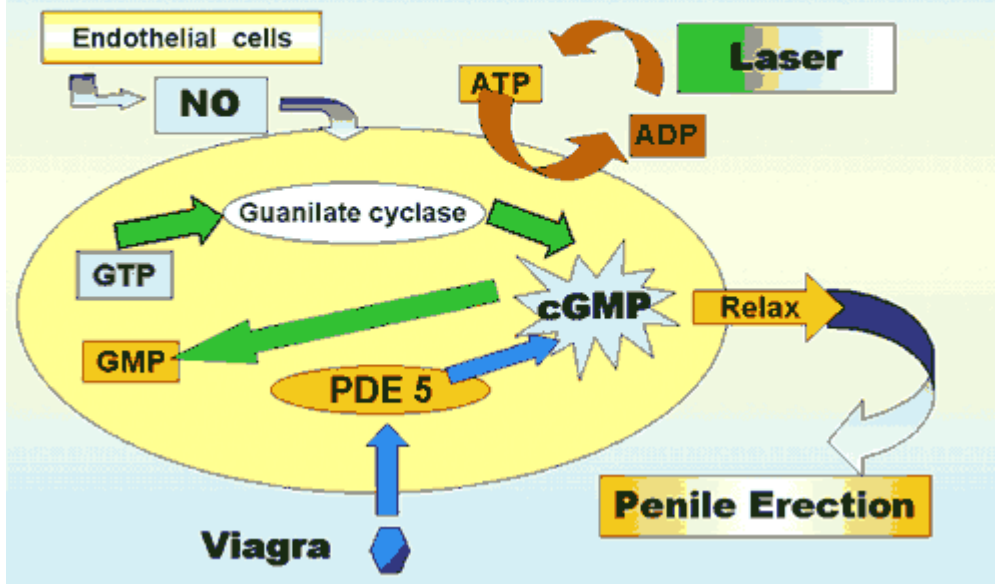 Endothelial cells
Laser
ATP
NO
ADP
Guanilate cyclase
GTP
cGMP
Relax
GMP
PDE 5
Penile Erection
Viagra